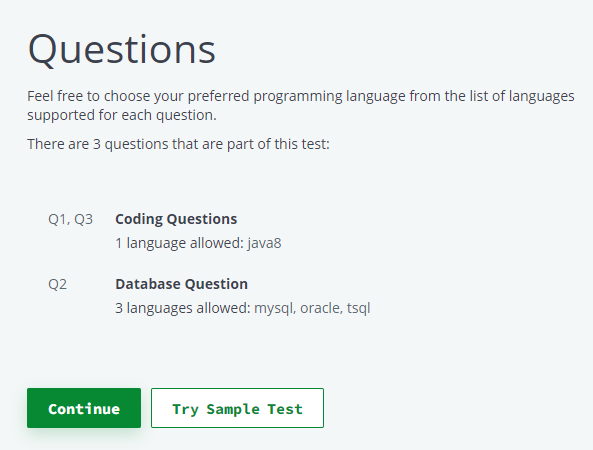 Questions
Feel free to choose your preferred programming language from the list of languages
supported for each question.
There are 3 questions that are part of this test:
Q1, Q3 Coding Questions
1 language allowed: java8
Q2 Database Question
3 languages allowed: mysql, oracle, tsql
Continue Try Sample Test